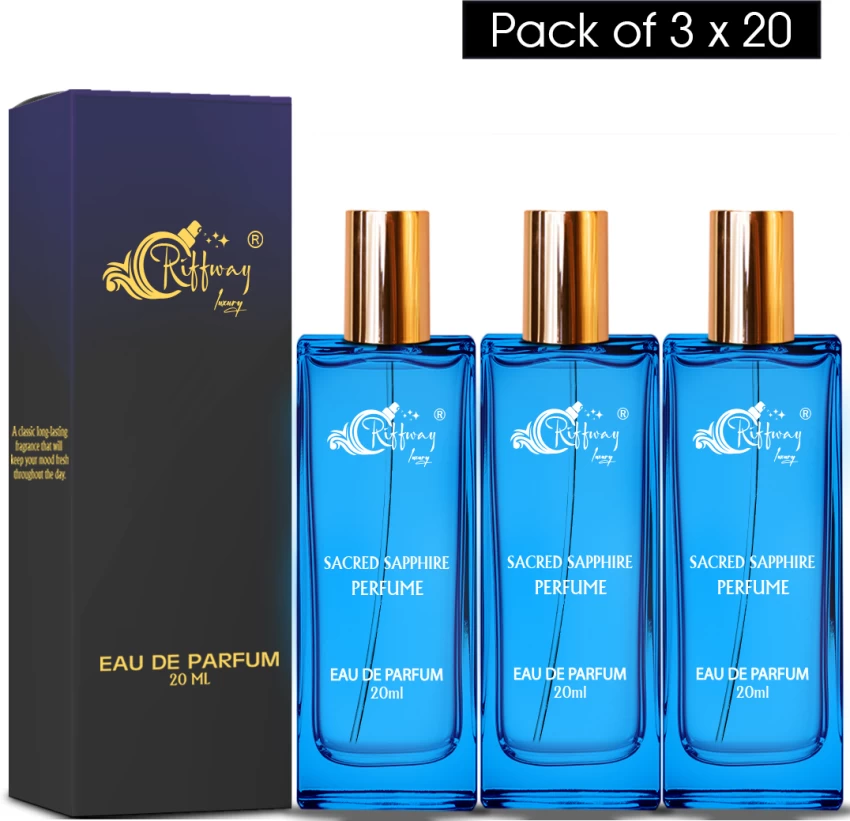 Pack of 3 x 20
Riffway ®
luxury
A classic long-lasting
fragrance that will
keep your mood fresh
throughout the day.
EAU DE PARFUM
20 ML
Riffway ®
luxury
SACRED SAPPHIRE
PERFUME
EAU DE PARFUM
20ml
Riffway ®
luxury
SACRED SAPPHIRE
PERFUME
EAU DE PARFUM
20ml
Riffway ®
luxury
SACRED SAPPHIRE
PERFUME
EAU DE PARFUM
20ml